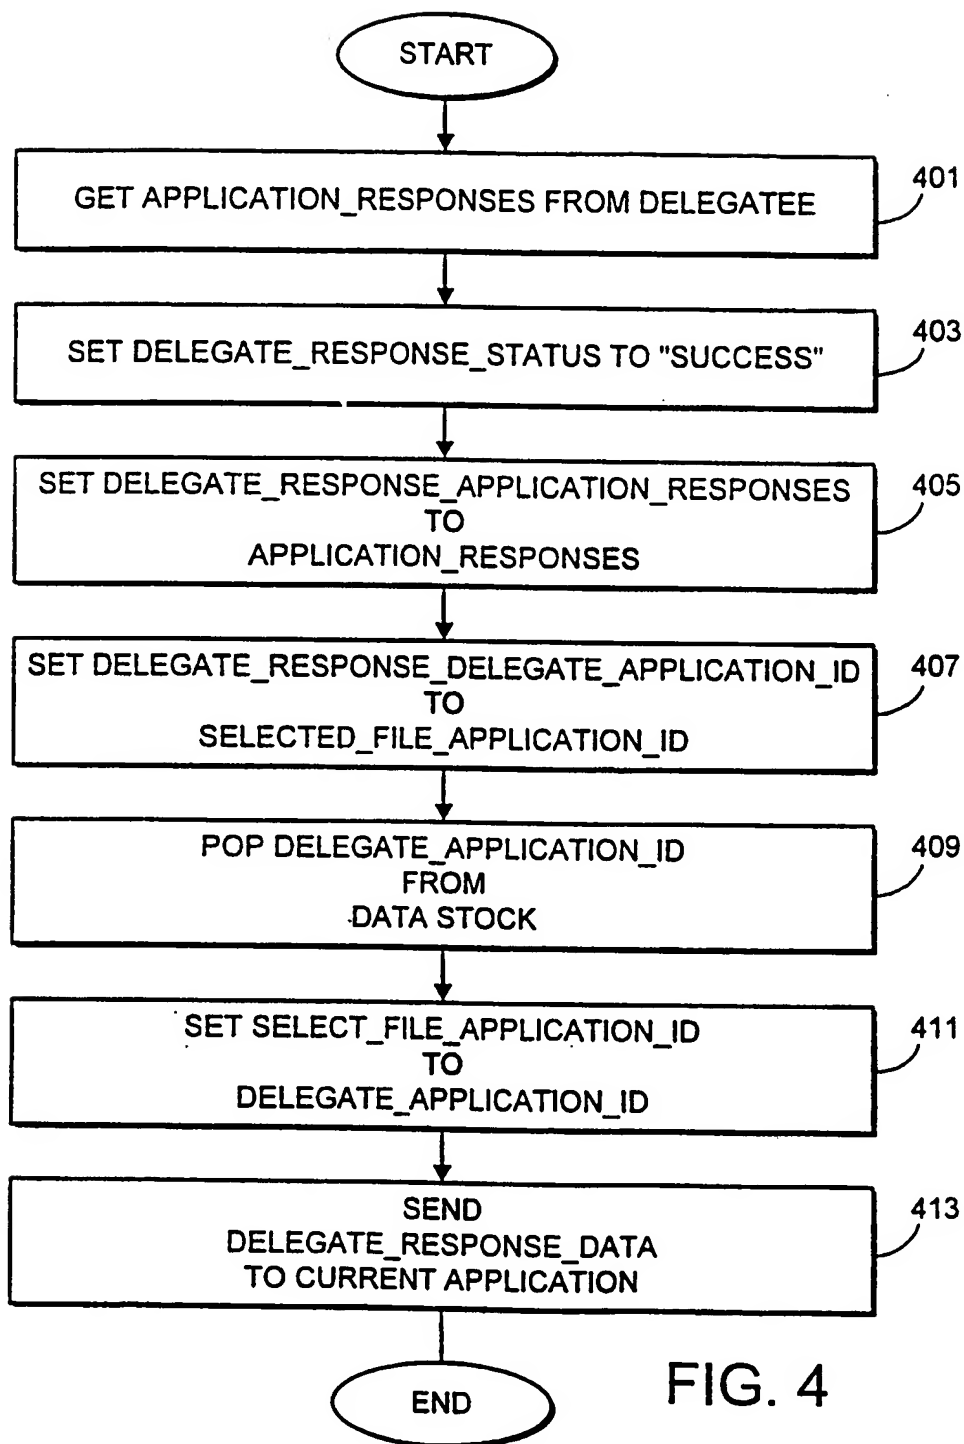 START
GET APPLICATION_RESPONSES FROM DELEGATEE
401
SET DELEGATE_RESPONSE_STATUS TO "SUCCESS"
403
SET DELEGATE_RESPONSE_APPLICATION_RESPONSES
TO
APPLICATION_RESPONSES
405
SET DELEGATE_RESPONSE_DELEGATE_APPLICATION_ID
TO
SELECTED_FILE_APPLICATION_ID
407
POP DELEGATE_APPLICATION_ID
FROM
DATA STOCK
409
SET SELECT_FILE_APPLICATION_ID
TO
DELEGATE_APPLICATION_ID
411
SEND
DELEGATE_RESPONSE_DATA
TO CURRENT APPLICATION
413
END
FIG. 4